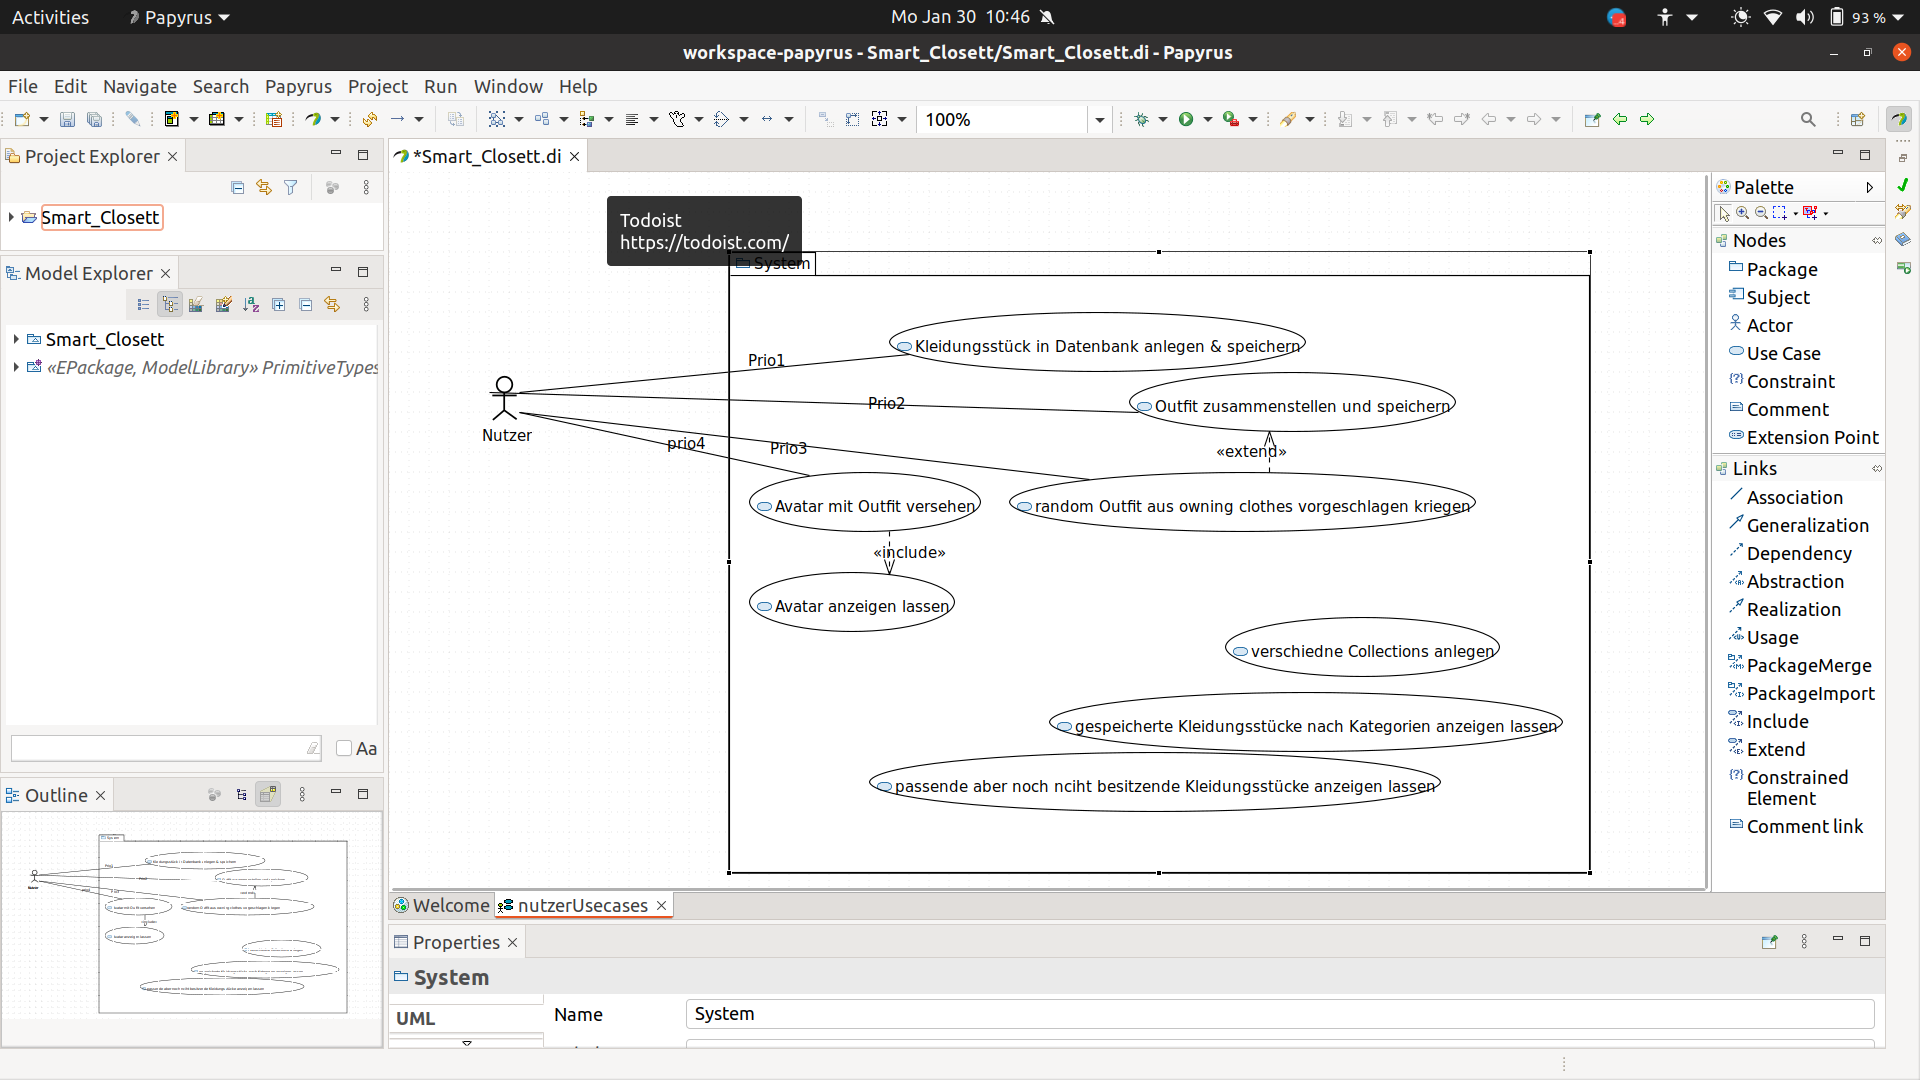 Activities
Papyrus
Mo Jan 30 10:46
4
93 %
workspace-papyrus - Smart_Closett/Smart_Closett.di - Papyrus
File Edit Navigate Search Papyrus Project Run Window Help
100%
Project Explorer
Smart_Closett
Model Explorer
Smart_Closett
«EPackage, ModelLibrary» PrimitiveTypes
Aa
Outline
*Smart_Closett.di
Todoist
https://todoist.com/
System
Kleidungsstück in Datenbank anlegen & speichern
Prio1
Outfit zusammenstellen und speichern
Prio2
Nutzer
prio4
Prio3
«extend»
Avatar mit Outfit versehen
random Outfit aus owning clothes vorgeschlagen kriegen
«include»
Avatar anzeigen lassen
verschiedne Collections anlegen
gespeicherte Kleidungsstücke nach Kategorien anzeigen lassen
passende aber noch nciht besitzende Kleidungsstücke anzeigen lassen
Welcome
nutzerUsecases
Properties
System
UML
Name
System
Palette
Nodes
Package
Subject
Actor
Use Case
Constraint
Comment
Extension Point
Links
Association
Generalization
Dependency
Abstraction
Realization
Usage
PackageMerge
PackageImport
Include
Extend
Constrained
Element
Comment link